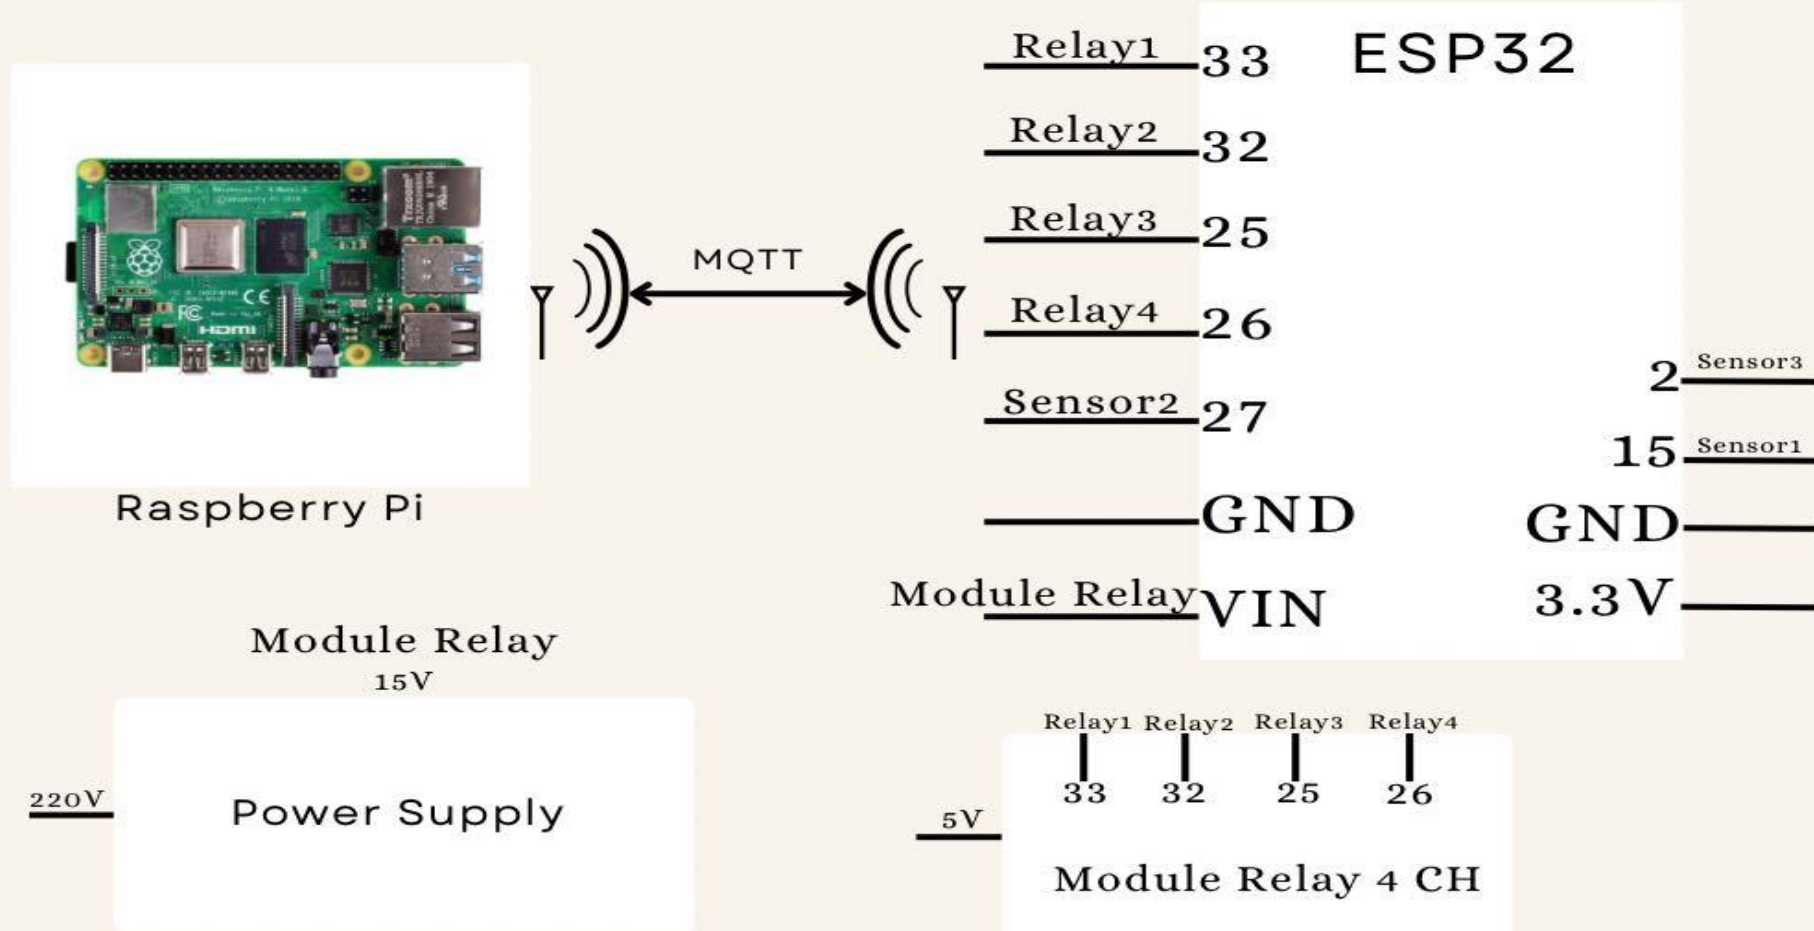 Relay1
33
ESP32
Relay2
32
Relay3
25
Relay4
26
Sensor2
27
GND
Module Relay
VIN
2
Sensor3
15
Sensor1
GND
3.3V
MQTT
HDMI
Raspberry Pi
Module Relay
15V
220V
Power Supply
Relay1 Relay2 Relay3 Relay4
33 32 25 26
5V
Module Relay 4 CH